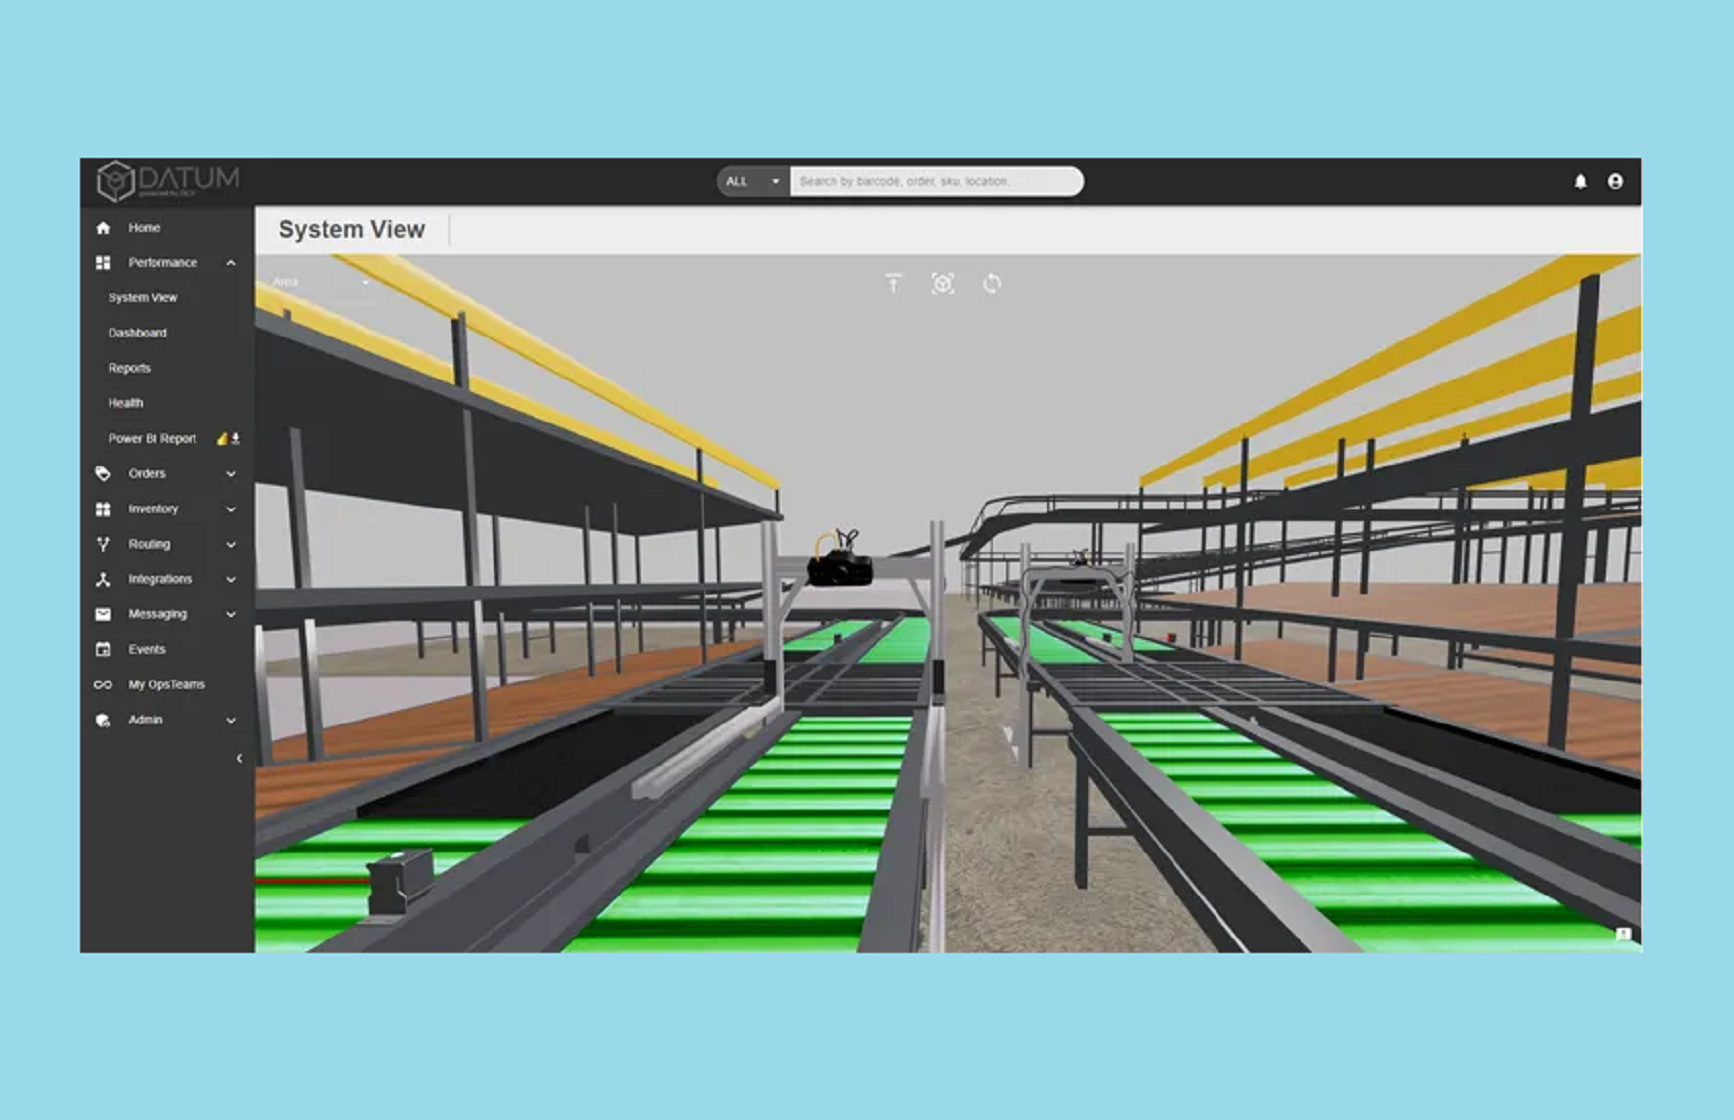 DATUM
ALL
Search by barcode, order, sku, location,
Home
System View
Performance
Area
System View
Dashboard
Reports
Health
Power BI Report
Orders
Inventory
Routing
Integrations
Messaging
Events
My OpsTeams
Admin